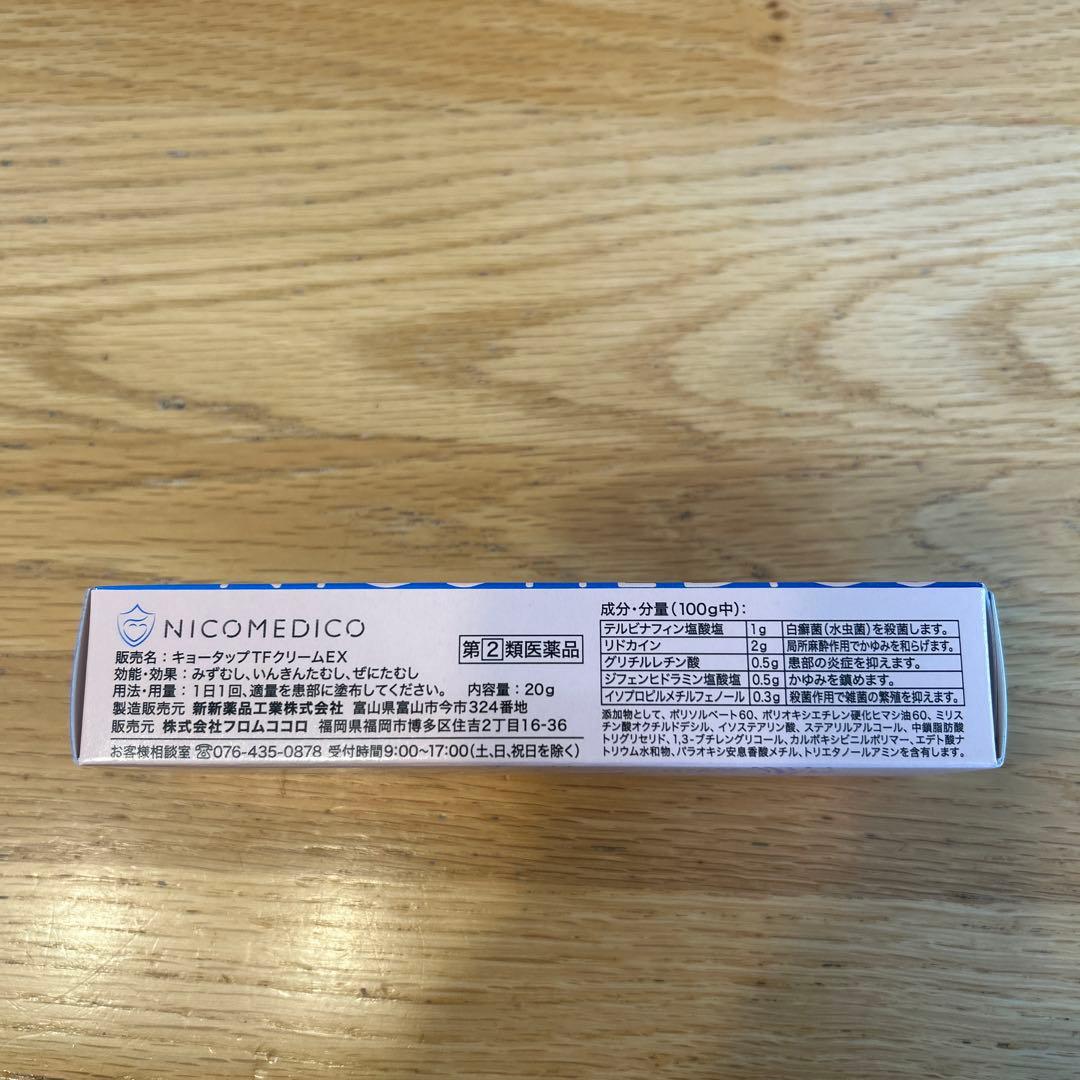 NICOMEDICO
販売名：キョータップTFクリームEX
指②類医薬品
効能・効果：みずむし、いんきんたむし、ぜにたむし
用法・用量：1日1回、適量を患部に塗布してください。 内容量：20g
製造販売元 新新薬品工業株式会社 富山県富山市今市324番地
販売元 株式会社フロムココロ 福岡県福岡市博多区住吉2丁目16-36
お客様相談室 ☏076-435-0878 受付時間9:00～17:00(土、日、祝日を除く)
成分・分量(100g中)：
テルビナフィン塩酸塩 1g 白癬菌(水虫菌)を殺菌します。
リドカイン 2g 局所麻酔作用でかゆみを和らげます。
グリチルレチン酸 0.5g 患部の炎症を抑えます。
ジフェンヒドラミン塩酸塩 0.5g かゆみを鎮めます。
イソプロピルメチルフェノール 0.3g 殺菌作用で雑菌の繁殖を抑えます。
添加物として、ポリソルベート60、ポリオキシエチレン硬化ヒマシ油60、ミリス
チン酸オクチルドデシル、イソステアリン酸、ステアリルアルコール、中鎖脂肪酸
トリグリセリド、1,3-ブチレングリコール、カルボキシビニルポリマー、エデト酸ナ
トリウム水和物、パラオキシ安息香酸メチル、トリエタノールアミンを含有します。